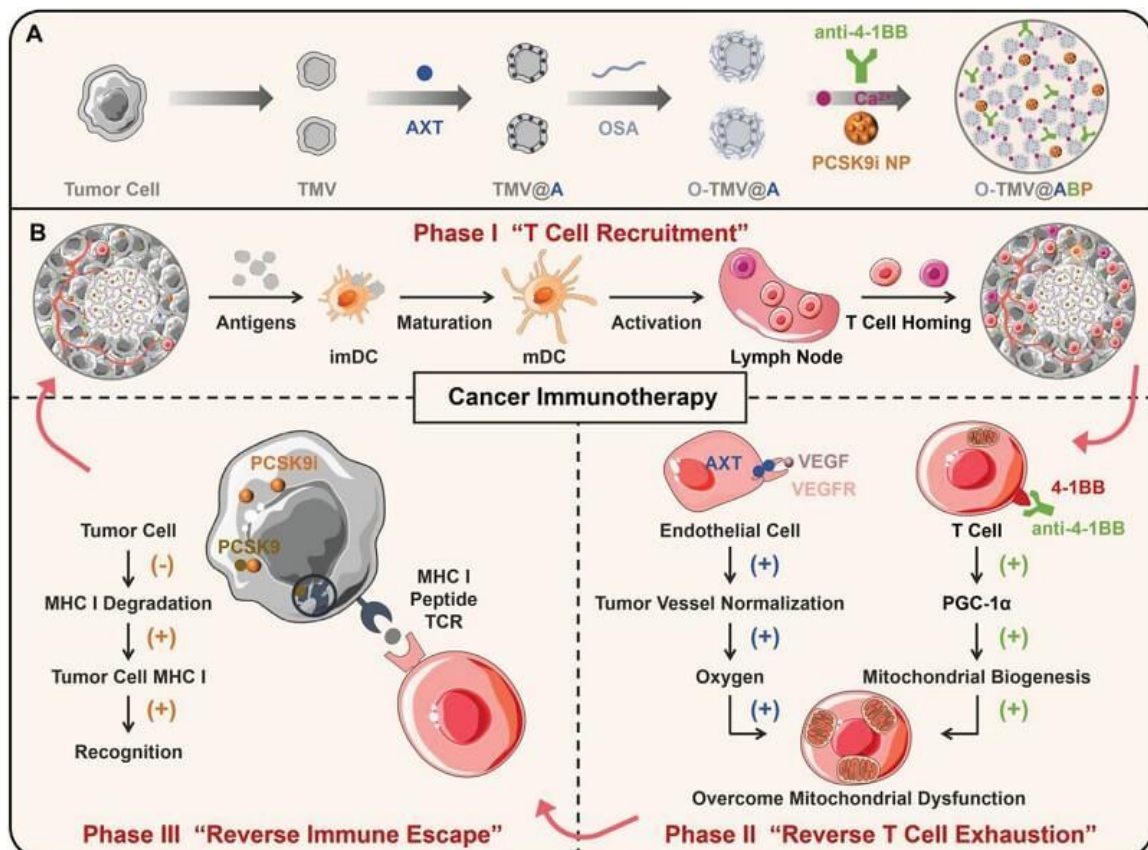 A
anti-4-1BB
Ca²⁺
AXT
OSA
PCSK9i NP
Tumor Cell
TMV
TMV@A
O-TMV@A
O-TMV@ABP
B
Phase I "T Cell Recruitment"
Antigens
imDC
Maturation
mDC
Activation
Lymph Node
T Cell Homing
Cancer Immunotherapy
PCSK9i
PCSK9
Tumor Cell
(-)
MHC I Degradation
(+)
Tumor Cell MHC I
(+)
Recognition
MHC I
Peptide
TCR
Phase III "Reverse Immune Escape"
AXT
VEGF
VEGFR
Endothelial Cell
(+)
Tumor Vessel Normalization
(+)
Oxygen
(+)
4-1BB
anti-4-1BB
T Cell
(+)
PGC-1α
(+)
Mitochondrial Biogenesis
(+)
Overcome Mitochondrial Dysfunction
Phase II "Reverse T Cell Exhaustion"